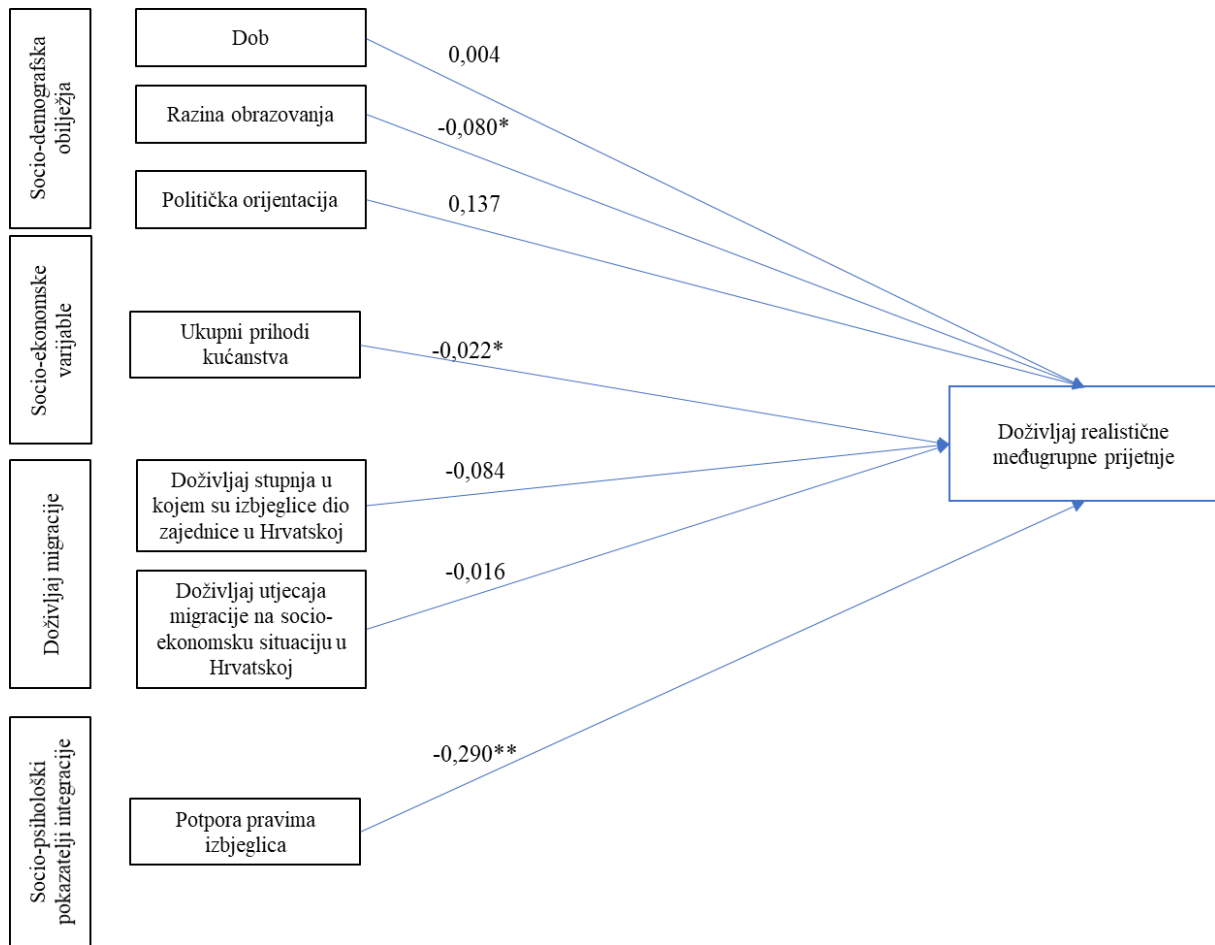 Socio-demografska
obilježja
Dob
0,004
Razina obrazovanja
-0,080*
Politička orijentacija
0,137
Socio-ekonomske
varijable
Ukupni prihodi
kućanstva
-0,022*
Doživljaj realistične
međugrupne prijetnje
Doživljaj migracije
Doživljaj stupnja u
kojem su izbjeglice dio
zajednice u Hrvatskoj
-0,084
Doživljaj utjecaja
migracije na socio-
ekonomsku situaciju u
Hrvatskoj
-0,016
Socio-psihološki
pokazatelji integracije
-0,290**
Potpora pravima
izbjeglica